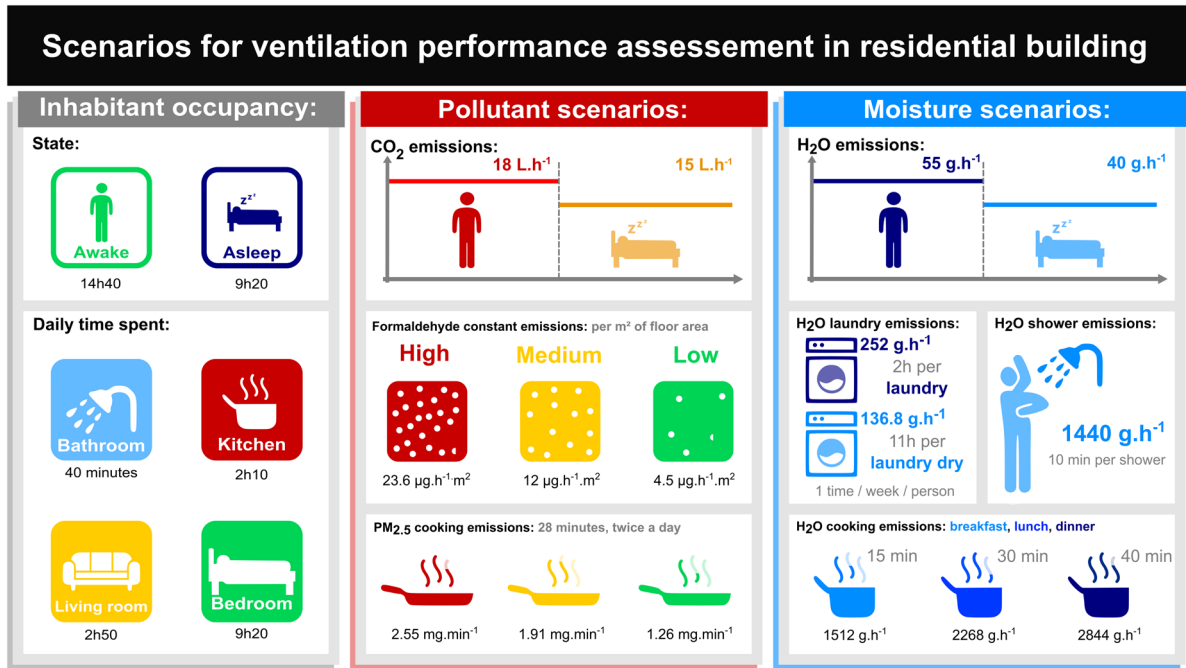 Scenarios for ventilation performance assessement in residential building
Inhabitant occupancy:
State:
Awake
14h40
zzz
Asleep
9h20
Daily time spent:
Bathroom
40 minutes
Kitchen
2h10
Living room
2h50
Bedroom
9h20
Pollutant scenarios:
CO₂ emissions:
18 L.h⁻¹
15 L.h⁻¹
zzz
Formaldehyde constant emissions: per m² of floor area
High
Medium
Low
23.6 µg.h⁻¹·m²
12 µg.h⁻¹.m²
4.5 µg.h⁻¹.m²
PM₂.₅ cooking emissions: 28 minutes, twice a day
2.55 mg.min⁻¹
1.91 mg.min⁻¹
1.26 mg.min⁻¹
Moisture scenarios:
H₂O emissions:
55 g.h⁻¹
40 g.h⁻¹
zzz
H2O laundry emissions:
252 g.h⁻¹
2h per
laundry
136.8 g.h⁻¹
11h per
laundry dry
1 time / week / person
H2O shower emissions:
1440 g.h⁻¹
10 min per shower
H2O cooking emissions: breakfast, lunch, dinner
15 min
30 min
40 min
1512 g.h⁻¹
2268 g.h⁻¹
2844 g.h⁻¹